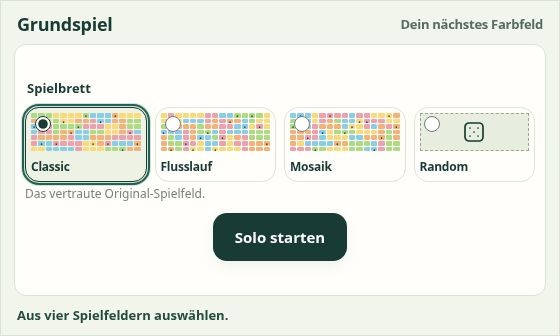 Grundspiel
Dein nächstes Farbfeld
Spielbrett
Classic
Flusslauf
Mosaik
Random
Das vertraute Original-Spielfeld.
Solo starten
Aus vier Spielfeldern auswählen.